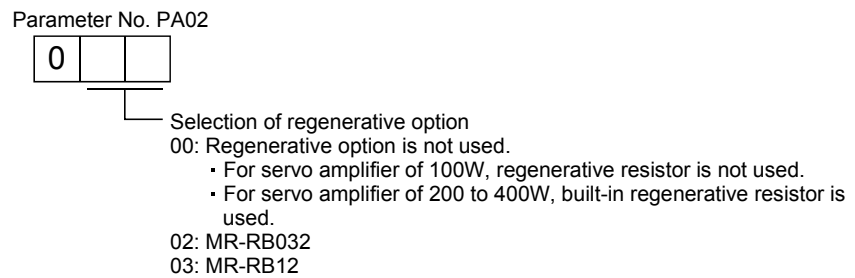 Parameter No. PA02
0
Selection of regenerative option
00: Regenerative option is not used.
▪ For servo amplifier of 100W, regenerative resistor is not used.
▪ For servo amplifier of 200 to 400W, built-in regenerative resistor is
used.
02: MR-RB032
03: MR-RB12